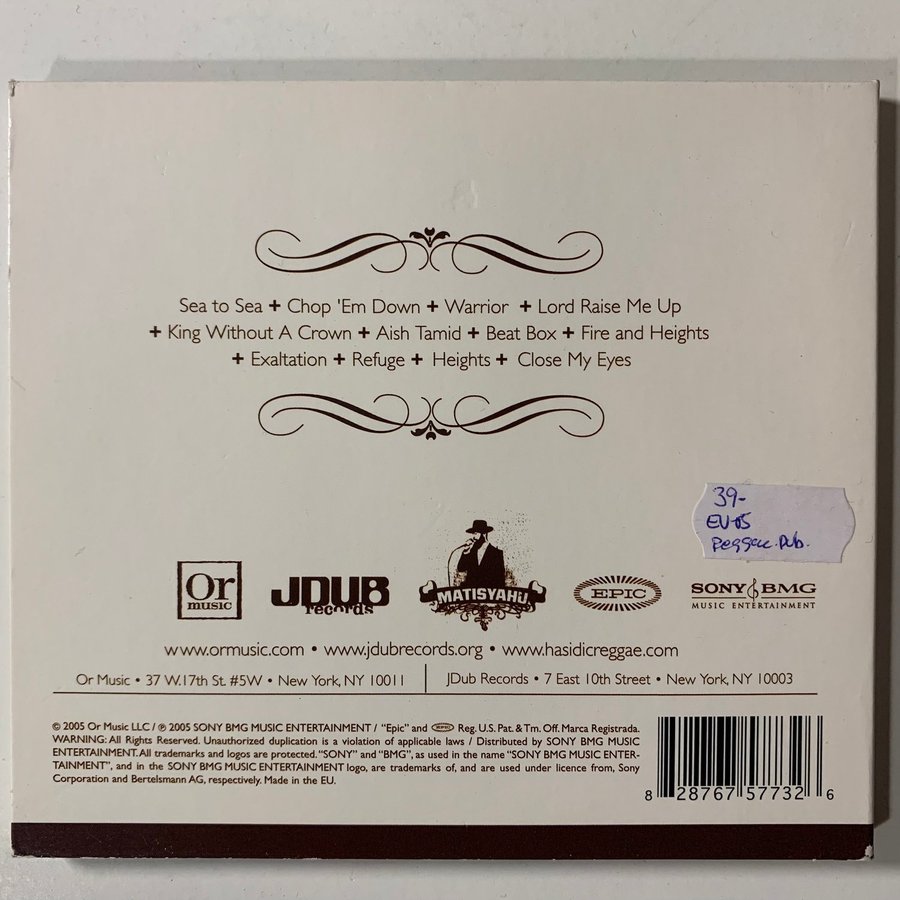 Sea to Sea + Chop 'Em Down + Warrior + Lord Raise Me Up
+ King Without A Crown + Aish Tamid + Beat Box + Fire and Heights
+ Exaltation + Refuge + Heights + Close My Eyes
39-
EU-05
Reggae. Dub.
Or
music
JDUB
records
MATISYAHU
EPIC
SONY BMG
MUSIC ENTERTAINMENT
www.ormusic.com • www.jdubrecords.org • www.hasidicreggae.com
Or Music • 37 W.17th St. #5W • New York, NY 10011
JDub Records • 7 East 10th Street • New York, NY 10003
© 2005 Or Music LLC / ℗ 2005 SONY BMG MUSIC ENTERTAINMENT / "Epic" and EPIC Reg. U.S. Pat. & Tm. Off. Marca Registrada.
WARNING: All Rights Reserved. Unauthorized duplication is a violation of applicable laws / Distributed by SONY BMG MUSIC
ENTERTAINMENT. All trademarks and logos are protected. "SONY" and "BMG", as used in the name "SONY BMG MUSIC ENTER-
TAINMENT", and in the SONY BMG MUSIC ENTERTAINMENT logo, are trademarks of, and are used under licence from, Sony
Corporation and Bertelsmann AG, respectively. Made in the EU.
8 28767 57732 6